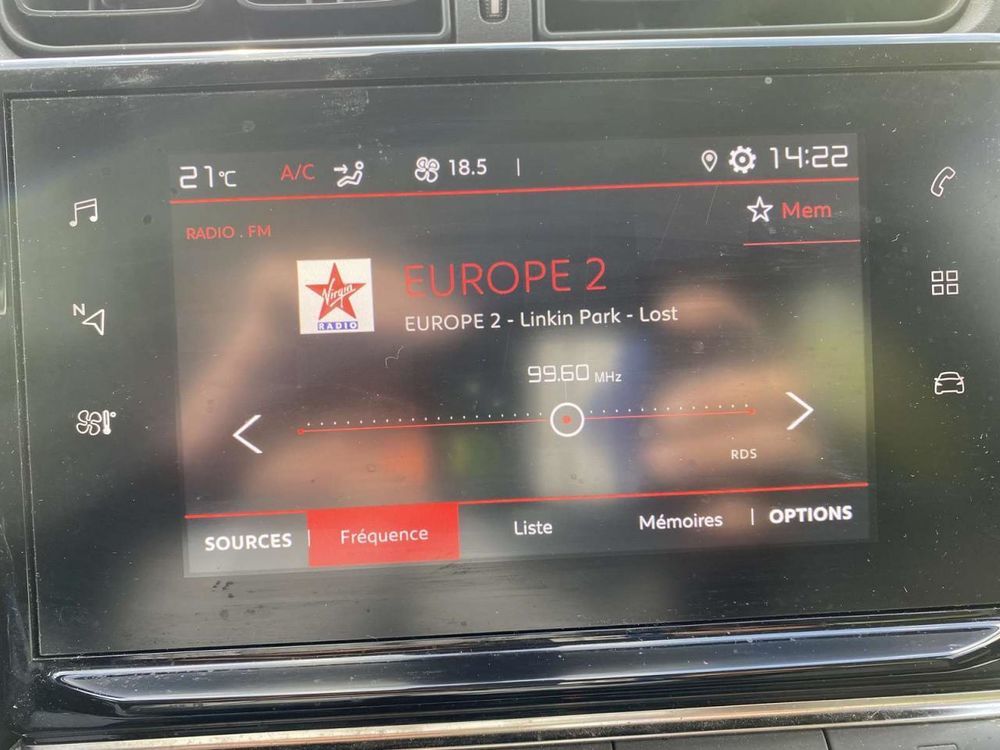 21°C A/C 18.5 | 14:22
N
RADIO . FM
Mem
Virgin
RADIO
EUROPE 2
EUROPE 2 - Linkin Park - Lost
99.60 MHz
RDS
SOURCES | Fréquence Liste Mémoires | OPTIONS